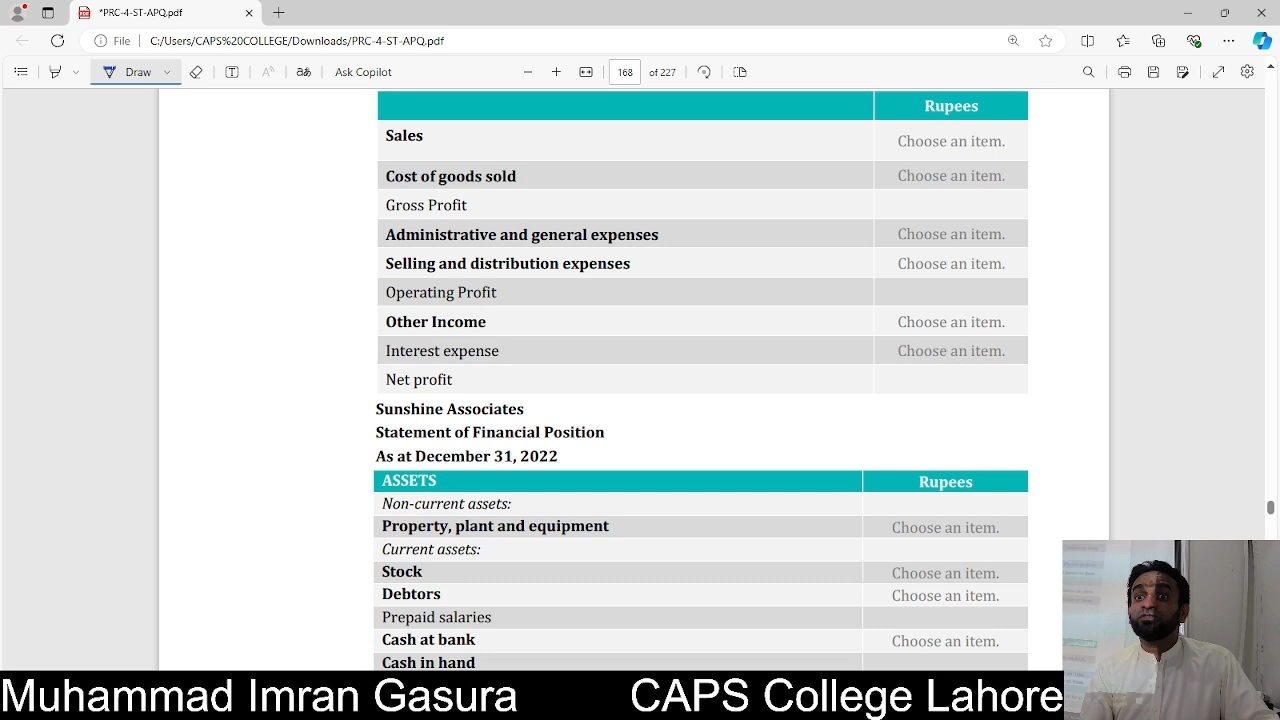 *PRC-4-ST-APQ.pdf
File C:/Users/CAPS%20COLLEGE/Downloads/PRC-4-ST-APQ.pdf
Draw Ask Copilot 168 of 227
Rupees
Sales Choose an item.
Cost of goods sold Choose an item.
Gross Profit
Administrative and general expenses Choose an item.
Selling and distribution expenses Choose an item.
Operating Profit
Other Income Choose an item.
Interest expense Choose an item.
Net profit
Sunshine Associates
Statement of Financial Position
As at December 31, 2022
ASSETS Rupees
Non-current assets:
Property, plant and equipment Choose an item.
Current assets:
Stock Choose an item.
Debtors Choose an item.
Prepaid salaries
Cash at bank Choose an item.
Cash in hand
Muhammad Imran Gasura CAPS College Lahore